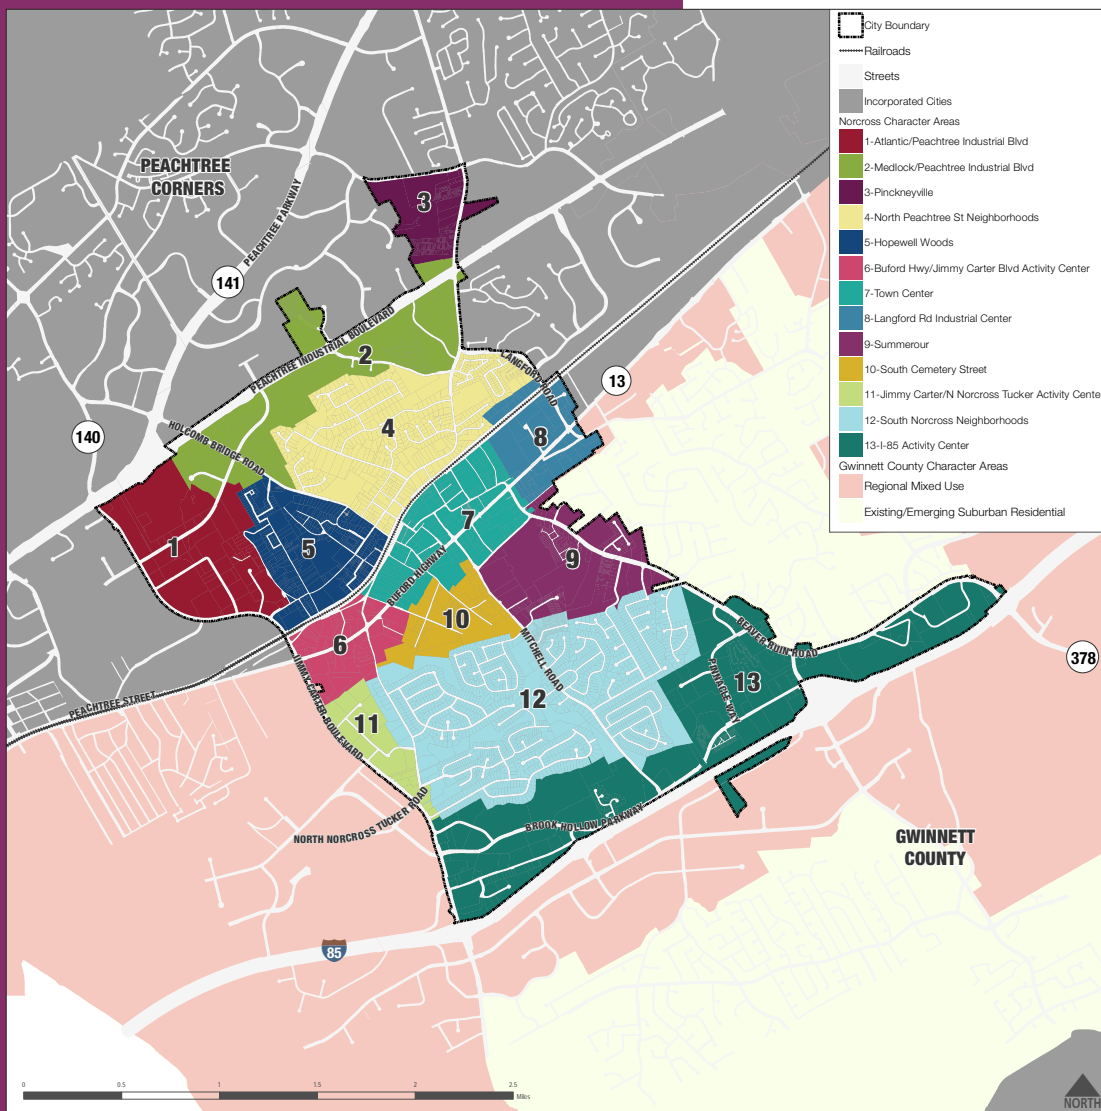 City Boundary
Railroads
Streets
Incorporated Cities
Norcross Character Areas
1-Atlantic/Peachtree Industrial Blvd
2-Medlock/Peachtree Industrial Blvd
3-Pinckneyville
4-North Peachtree St Neighborhoods
5-Hopewell Woods
6-Buford Hwy/Jimmy Carter Blvd Activity Center
7-Town Center
8-Langford Rd Industrial Center
9-Summerour
10-South Cemetery Street
11-Jimmy Carter/N Norcross Tucker Activity Cente
12-South Norcross Neighborhoods
13-I-85 Activity Center
Gwinnett County Character Areas
Regional Mixed Use
Existing/Emerging Suburban Residential
PEACHTREE
CORNERS
PEACHTREE PARKWAY
141
3
PEACHTREE INDUSTRIAL BOULEVARD
2
LANGFORD ROAD
13
140
HOLCOMB BRIDGE ROAD
4
8
1
5
7
BUFORD HIGHWAY
9
10
6
MITCHELL ROAD
BEAVER RUIN ROAD
378
PEACHTREE STREET
JIMMY CARTER BOULEVARD
11
12
PINNACLE WAY
13
NORTH NORCROSS TUCKER ROAD
BROOK HOLLOW PARKWAY
GWINNETT
COUNTY
85
0 0.5 1 1.5 2 2.5
Miles
NORTH